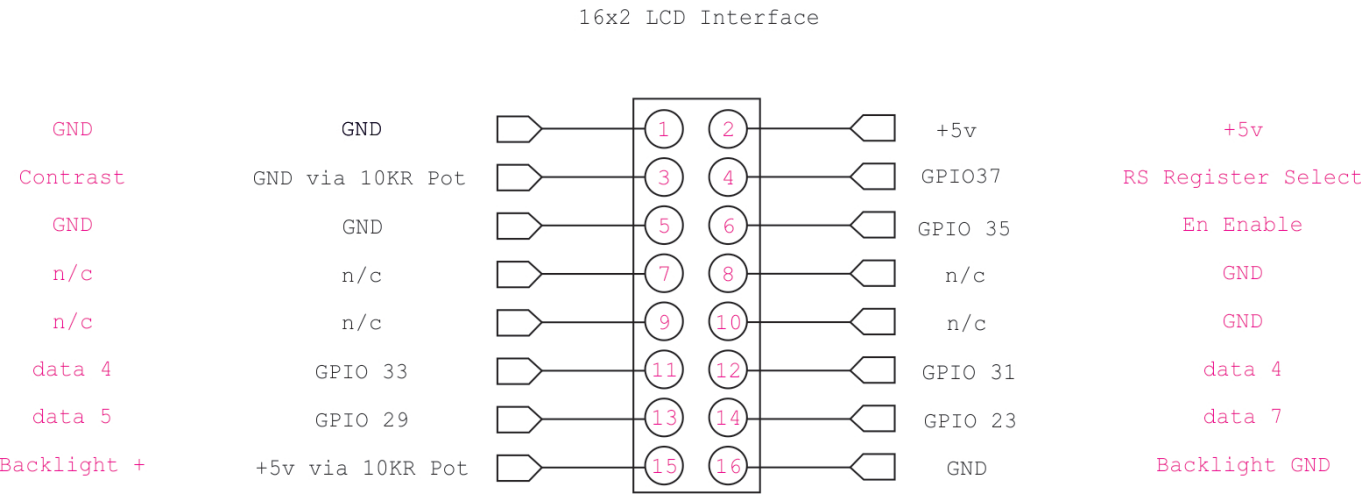 16x2 LCD Interface
GND GND 1 2 +5v +5v
Contrast GND via 10KR Pot 3 4 GPIO37 RS Register Select
GND GND 5 6 GPIO 35 En Enable
n/c n/c 7 8 n/c GND
n/c n/c 9 10 n/c GND
data 4 GPIO 33 11 12 GPIO 31 data 4
data 5 GPIO 29 13 14 GPIO 23 data 7
Backlight + +5v via 10KR Pot 15 16 GND Backlight GND